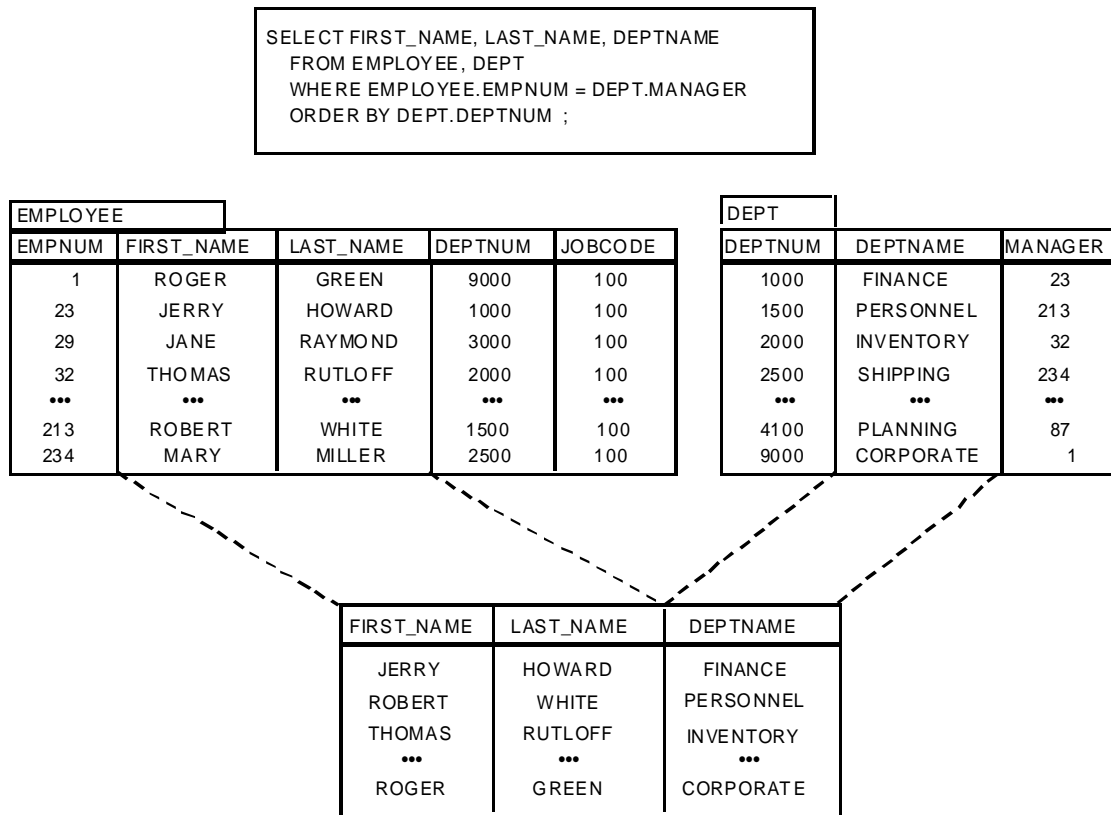 SELECT FIRST_NAME, LAST_NAME, DEPTNAME
FROM EMPLOYEE, DEPT
WHERE EMPLOYEE.EMPNUM = DEPT.MANAGER
ORDER BY DEPT.DEPTNUM ;
EMPLOYEE
EMPNUM FIRST_NAME LAST_NAME DEPTNUM JOBCODE
1 ROGER GREEN 9000 100
23 JERRY HOWARD 1000 100
29 JANE RAYMOND 3000 100
32 THOMAS RUTLOFF 2000 100
••• ••• ••• ••• •••
213 ROBERT WHITE 1500 100
234 MARY MILLER 2500 100
DEPT
DEPTNUM DEPTNAME MANAGER
1000 FINANCE 23
1500 PERSONNEL 213
2000 INVENTORY 32
2500 SHIPPING 234
••• ••• •••
4100 PLANNING 87
9000 CORPORATE 1
FIRST_NAME LAST_NAME DEPTNAME
JERRY HOWARD FINANCE
ROBERT WHITE PERSONNEL
THOMAS RUTLOFF INVENTORY
••• ••• •••
ROGER GREEN CORPORATE